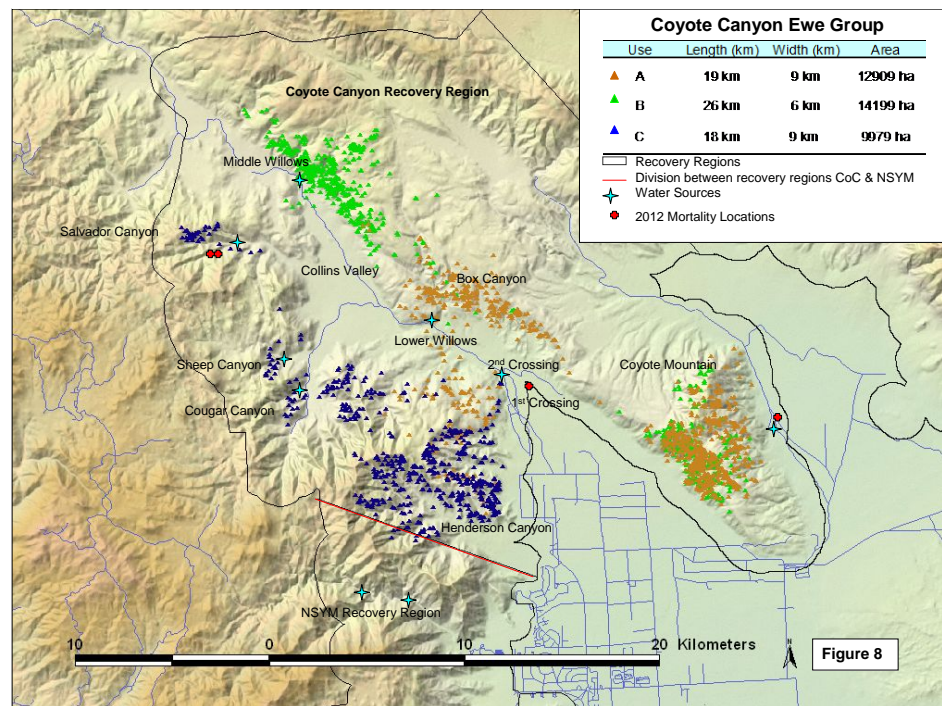 Coyote Canyon Ewe Group
Use Length (km) Width (km) Area
A 19 km 9 km 12909 ha
B 26 km 6 km 14199 ha
C 18 km 9 km 9979 ha
Recovery Regions
Division between recovery regions CoC & NSYM
Water Sources
2012 Mortality Locations
Coyote Canyon Recovery Region
Middle Willows
Salvador Canyon
Collins Valley
Box Canyon
Lower Willows
2nd Crossing
Sheep Canyon
Coyote Mountain
1st Crossing
Cougar Canyon
Henderson Canyon
NSYM Recovery Region
10 0 10 20 Kilometers
N
Figure 8